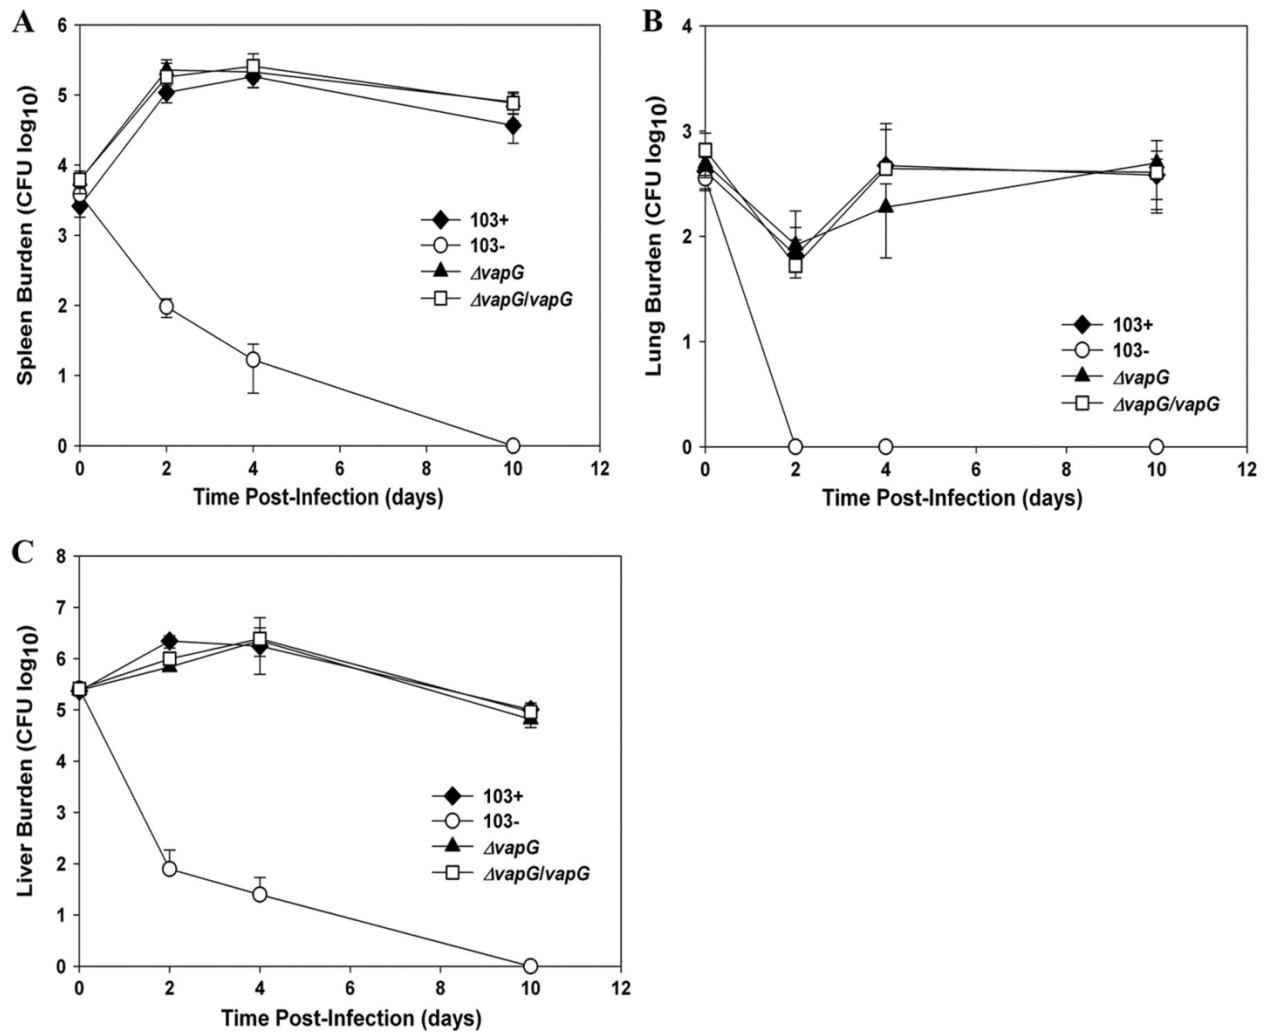 A
Spleen Burden (CFU log10)
6
5
4
3
2
1
0
103+
103-
ΔvapG
ΔvapG/vapG
0 2 4 6 8 10 12
Time Post-Infection (days)
B
Lung Burden (CFU log10)
4
3
2
1
0
103+
103-
ΔvapG
ΔvapG/vapG
0 2 4 6 8 10 12
Time Post-Infection (days)
C
Liver Burden (CFU log10)
8
7
6
5
4
3
2
1
0
103+
103-
ΔvapG
ΔvapG/vapG
0 2 4 6 8 10 12
Time Post-Infection (days)